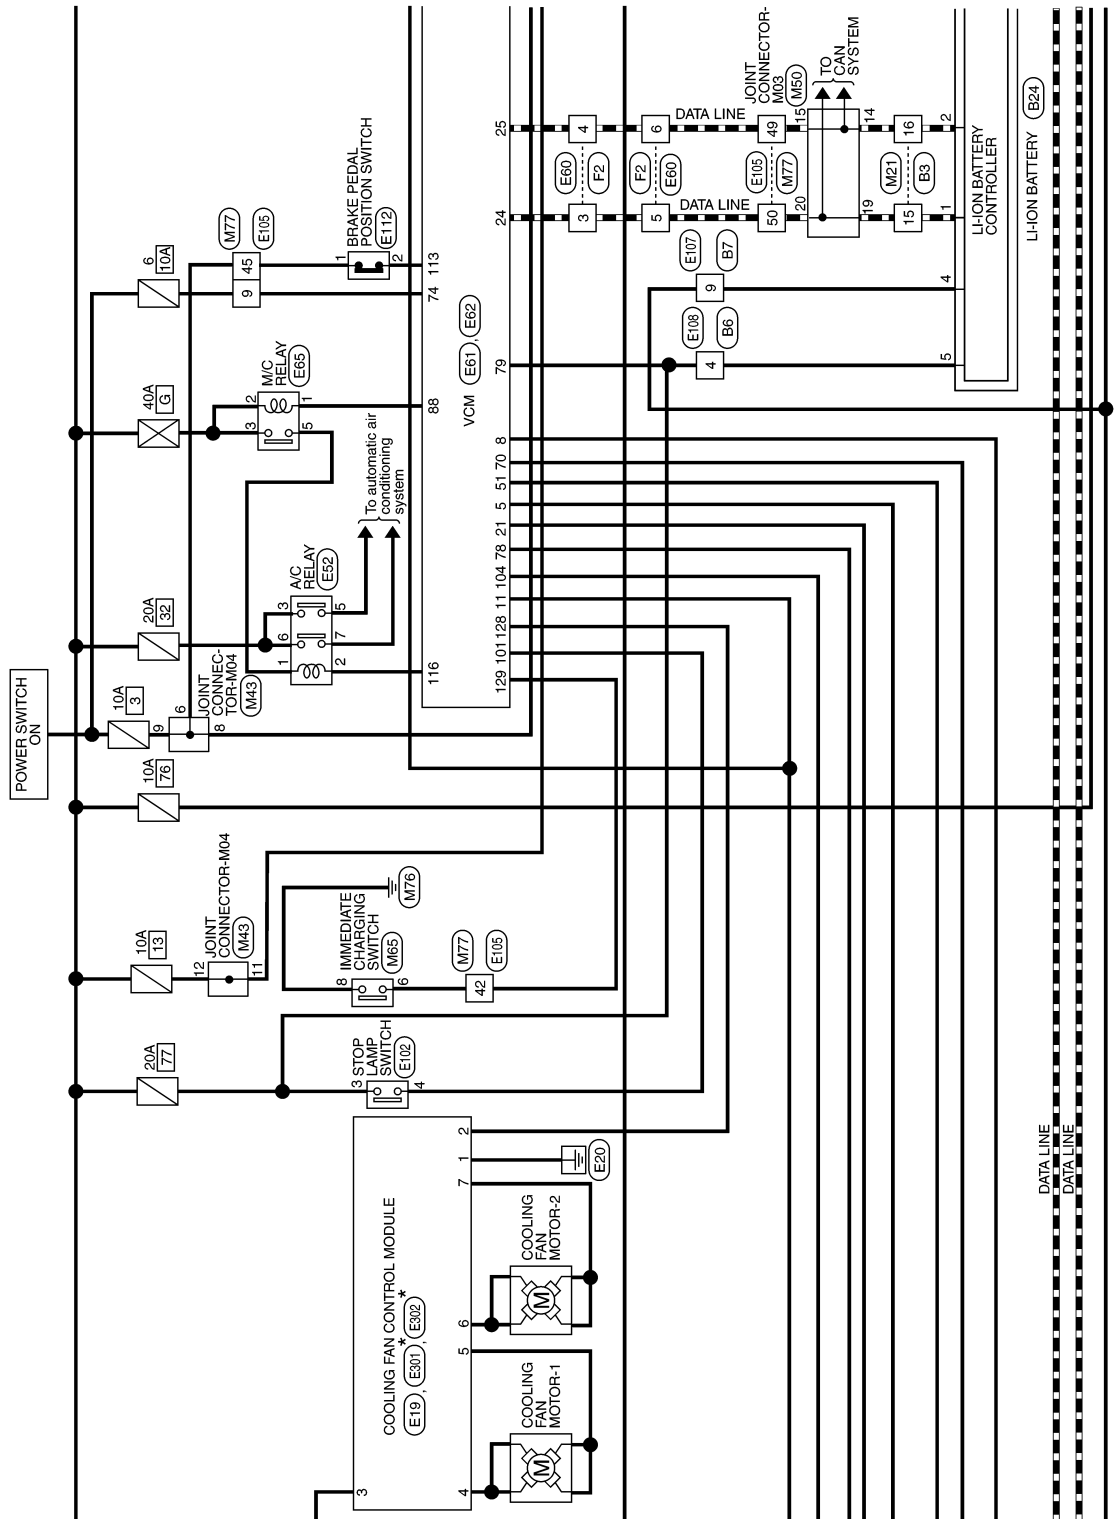 POWER SWITCH
ON
6
10A
M77
E105
45
9
1
BRAKE PEDAL
POSITION SWITCH
E112
2
113
74
40A
G
2
3
M/C
RELAY
E65
1
5
88
To automatic air
conditioning
system
20A
32
A/C
RELAY
E52
3
6
1
5
7
2
116
10A
3
9
6
8
JOINT
CONNEC-
TOR-M04
M43
10A
76
10A
13
12
11
JOINT
CONNECTOR-M04
M43
M76
8
6
IMMEDIATE
CHARGING
SWITCH
M65
M77
E105
42
20A
77
3
STOP
LAMP
SWITCH
E102
4
VCM
E61
,
E62
25
24
79
8
70
51
5
21
78
104
11
128
101
129
4
3
E60
F2
6
5
F2
E60
DATA LINE
DATA LINE
49
50
E105
M77
JOINT
CONNECTOR-
M03
M50
TO
CAN
SYSTEM
15
20
14
19
M21
B3
16
15
2
1
4
5
E107
B7
9
E108
B6
4
LI-ION BATTERY
CONTROLLER
LI-ION BATTERY
B24
DATA LINE
DATA LINE
COOLING FAN CONTROL MODULE
E19
,
E301
*
,
E302
*
3
2
1
7
6
5
4
E20
COOLING
FAN
MOTOR-2
M
COOLING
FAN
MOTOR-1
M